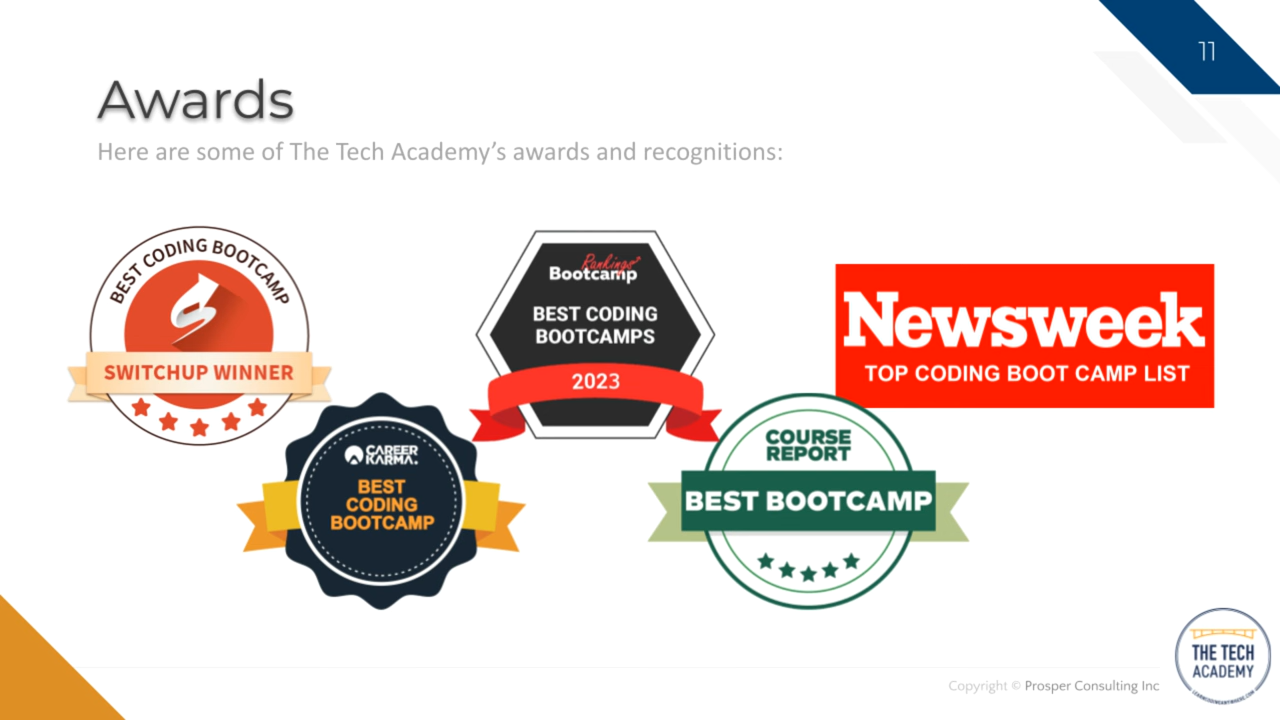 11
Awards
Here are some of The Tech Academy’s awards and recognitions:
BEST CODING BOOTCAMP
SWITCHUP WINNER
Rankings
Bootcamp
BEST CODING
BOOTCAMPS
2023
Newsweek
TOP CODING BOOT CAMP LIST
CAREER
KARMA.
BEST
CODING
BOOTCAMP
COURSE
REPORT
BEST BOOTCAMP
THE TECH
ACADEMY
Copyright © Prosper Consulting Inc